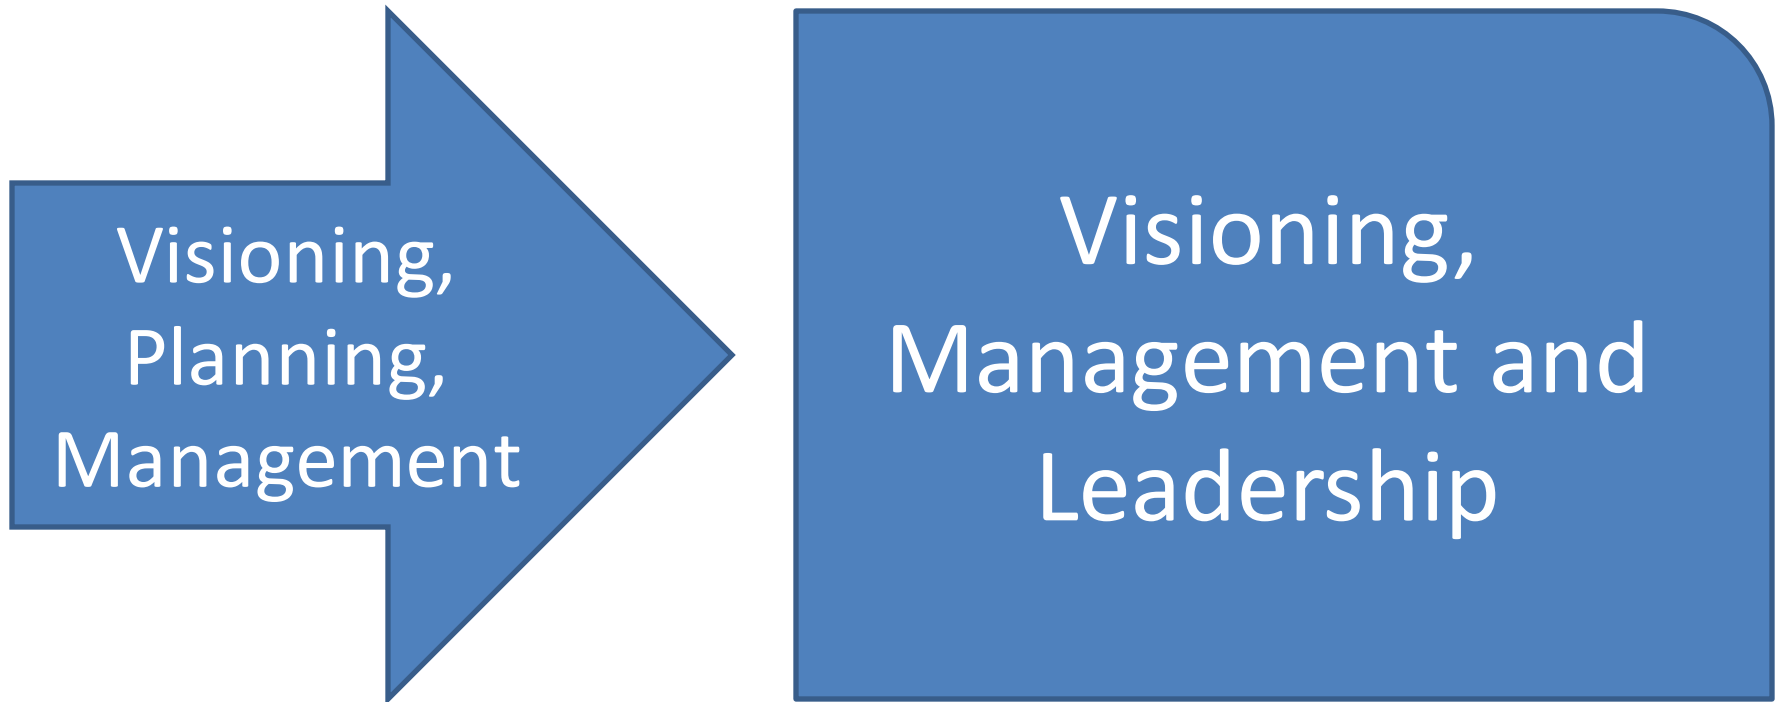 Visioning,
Planning,
Management
Visioning,
Management and
Leadership